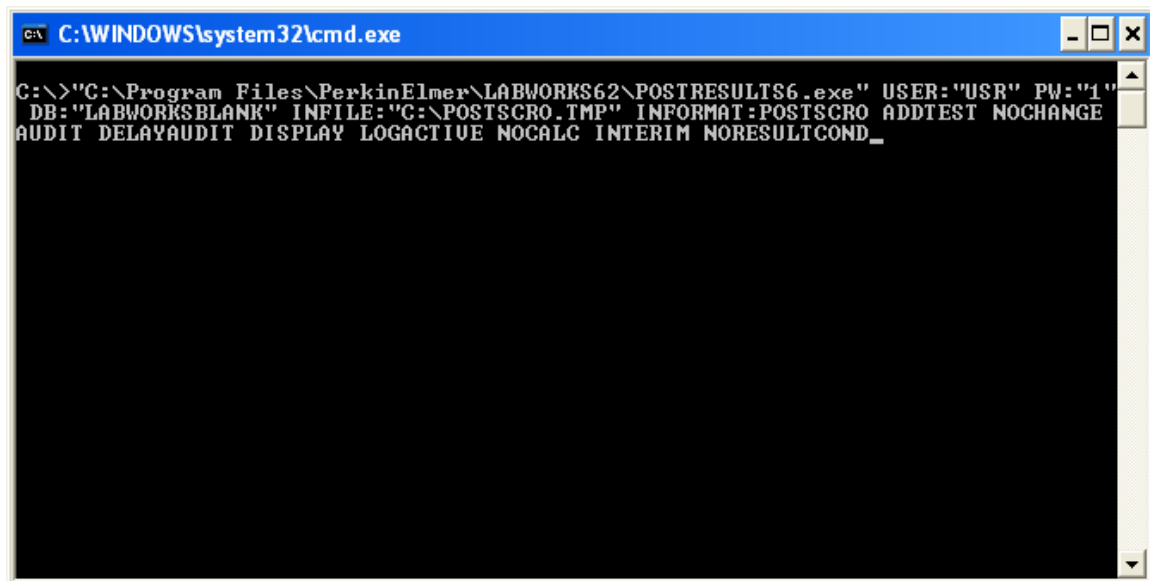 C:\WINDOWS\system32\cmd.exe
C:\>"C:\Program Files\PerkinElmer\LABWORKS62\POSTRESULTS6.exe" USER:"USR" PW:"1"
DB:"LABWORKSBLANK" INFILE:"C:\POSTSCRO.TMP" INFORMAT:POSTSCRO ADDTEST NOCHANGE
AUDIT DELAYAUDIT DISPLAY LOGACTIVE NOCALC INTERIM NORESULTCOND_